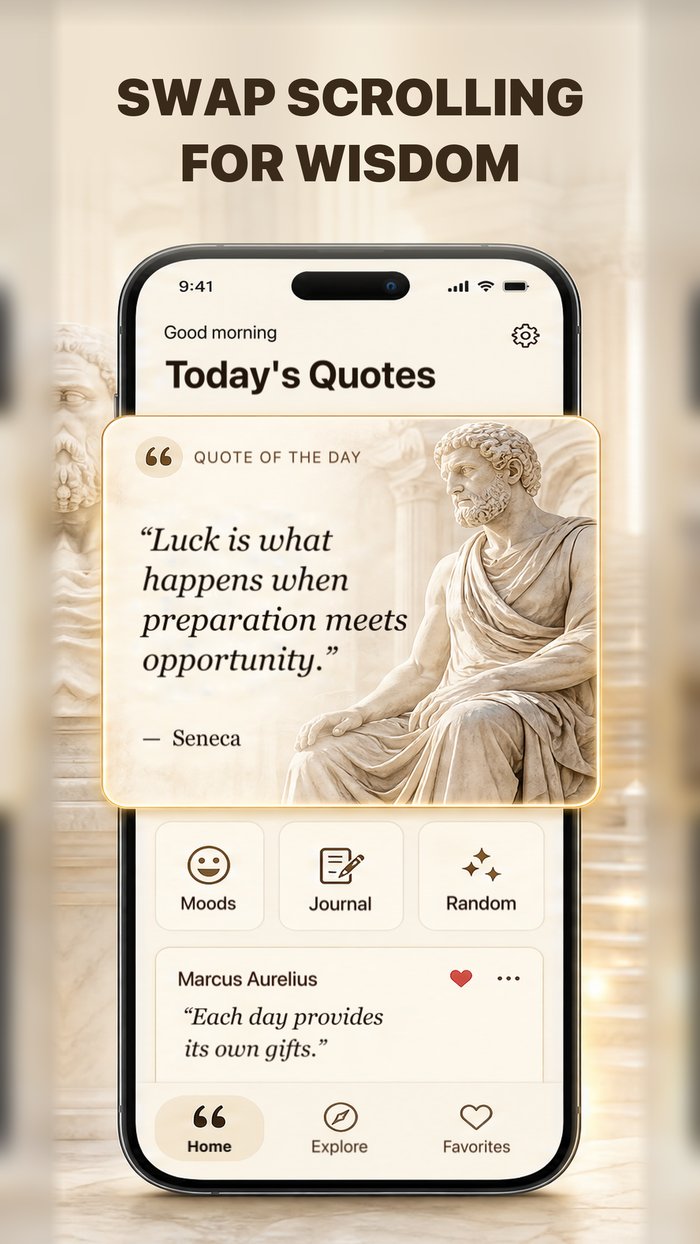 SWAP SCROLLING
FOR WISDOM
9:41
Good morning
Today's Quotes
QUOTE OF THE DAY
“Luck is what
happens when
preparation meets
opportunity.”
— Seneca
Moods
Journal
Random
Marcus Aurelius
“Each day provides
its own gifts.”
Home
Explore
Favorites